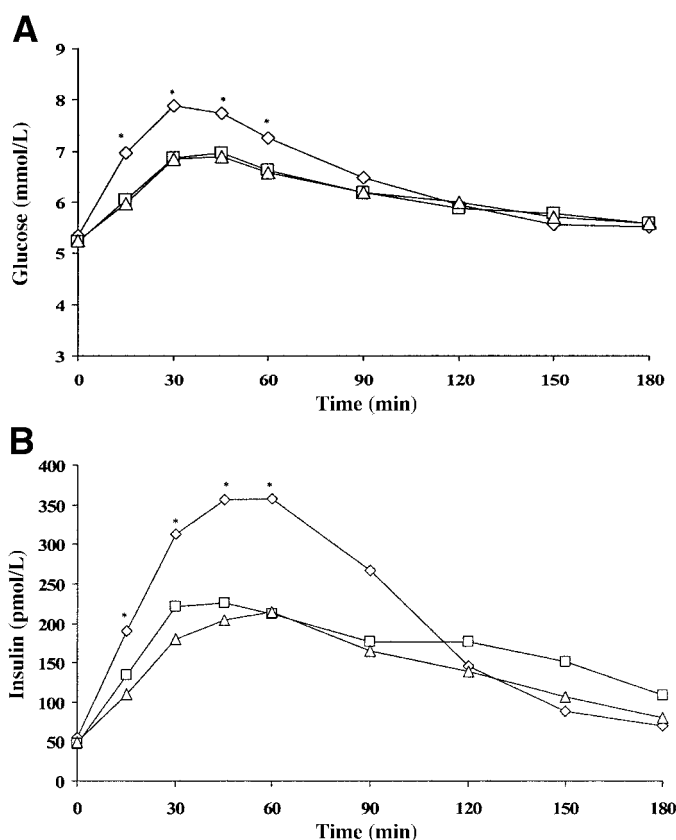 A
9
8
7
6
5
4
3
Glucose (mmol/L)
* * * *
0 30 60 90 120 150 180
Time (min)
B
400
350
300
250
200
150
100
50
0
Insulin (pmol/L)
* * * *
0 30 60 90 120 150 180
Time (min)